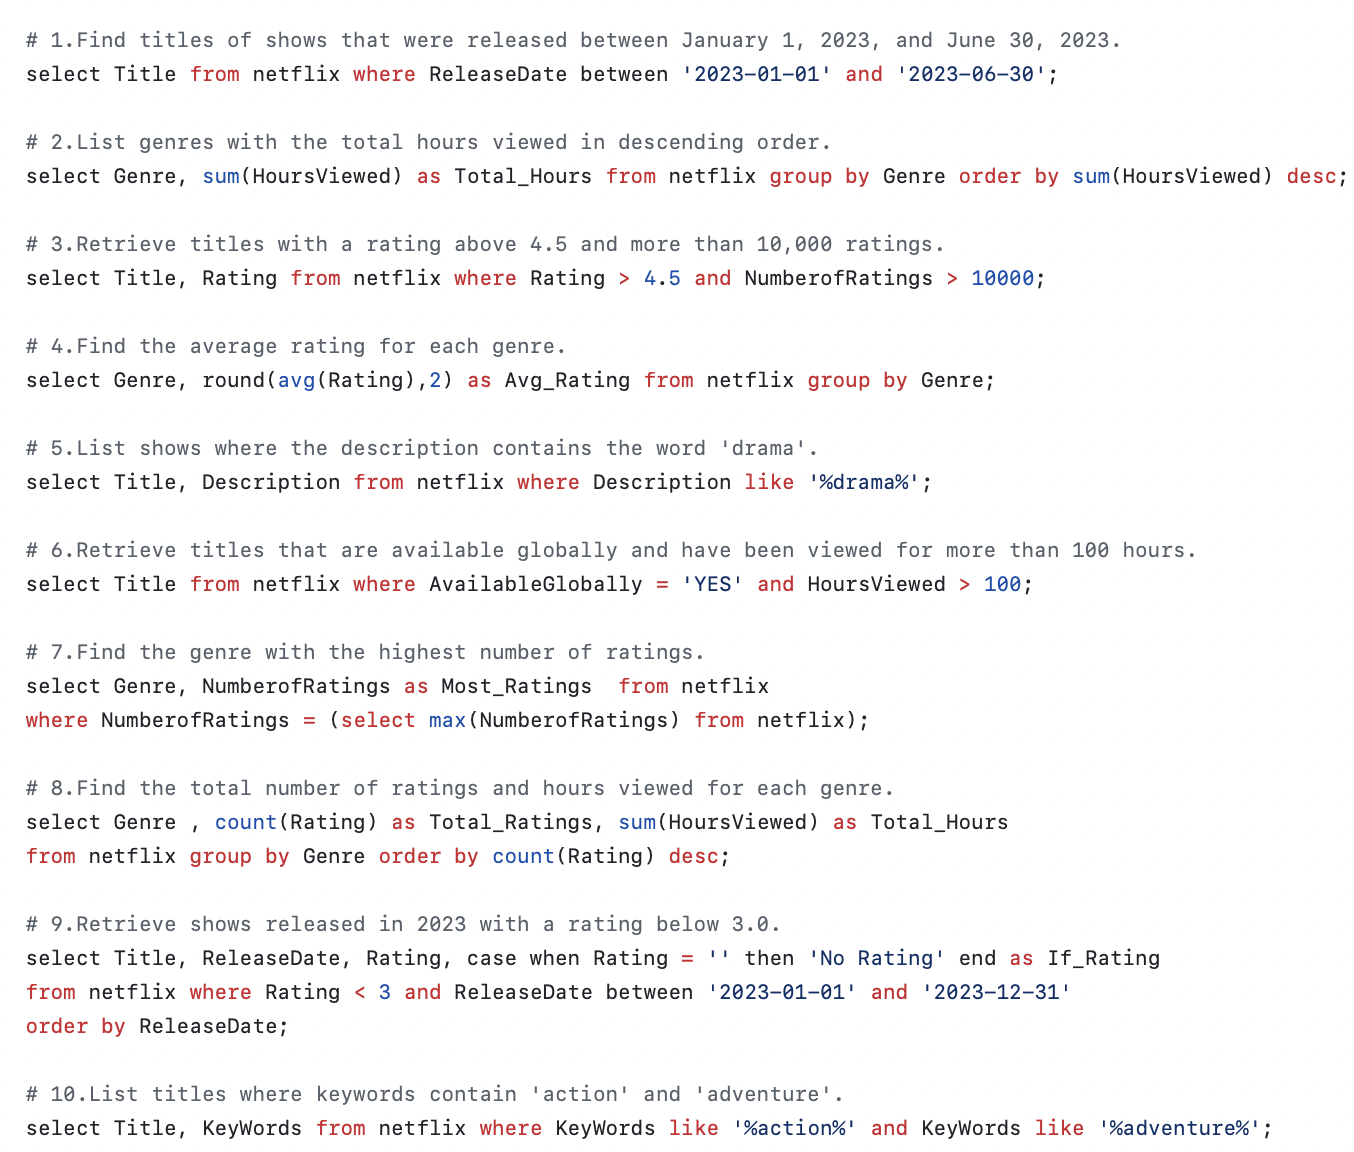 # 1.Find titles of shows that were released between January 1, 2023, and June 30, 2023.
select Title from netflix where ReleaseDate between '2023-01-01' and '2023-06-30';
# 2.List genres with the total hours viewed in descending order.
select Genre, sum(HoursViewed) as Total_Hours from netflix group by Genre order by sum(HoursViewed) desc;
# 3.Retrieve titles with a rating above 4.5 and more than 10,000 ratings.
select Title, Rating from netflix where Rating > 4.5 and NumberofRatings > 10000;
# 4.Find the average rating for each genre.
select Genre, round(avg(Rating),2) as Avg_Rating from netflix group by Genre;
# 5.List shows where the description contains the word 'drama'.
select Title, Description from netflix where Description like '%drama%';
# 6.Retrieve titles that are available globally and have been viewed for more than 100 hours.
select Title from netflix where AvailableGlobally = 'YES' and HoursViewed > 100;
# 7.Find the genre with the highest number of ratings.
select Genre, NumberofRatings as Most_Ratings  from netflix
where NumberofRatings = (select max(NumberofRatings) from netflix);
# 8.Find the total number of ratings and hours viewed for each genre.
select Genre , count(Rating) as Total_Ratings, sum(HoursViewed) as Total_Hours
from netflix group by Genre order by count(Rating) desc;
# 9.Retrieve shows released in 2023 with a rating below 3.0.
select Title, ReleaseDate, Rating, case when Rating = '' then 'No Rating' end as If_Rating
from netflix where Rating < 3 and ReleaseDate between '2023-01-01' and '2023-12-31'
order by ReleaseDate;
# 10.List titles where keywords contain 'action' and 'adventure'.
select Title, KeyWords from netflix where KeyWords like '%action%' and KeyWords like '%adventure%';